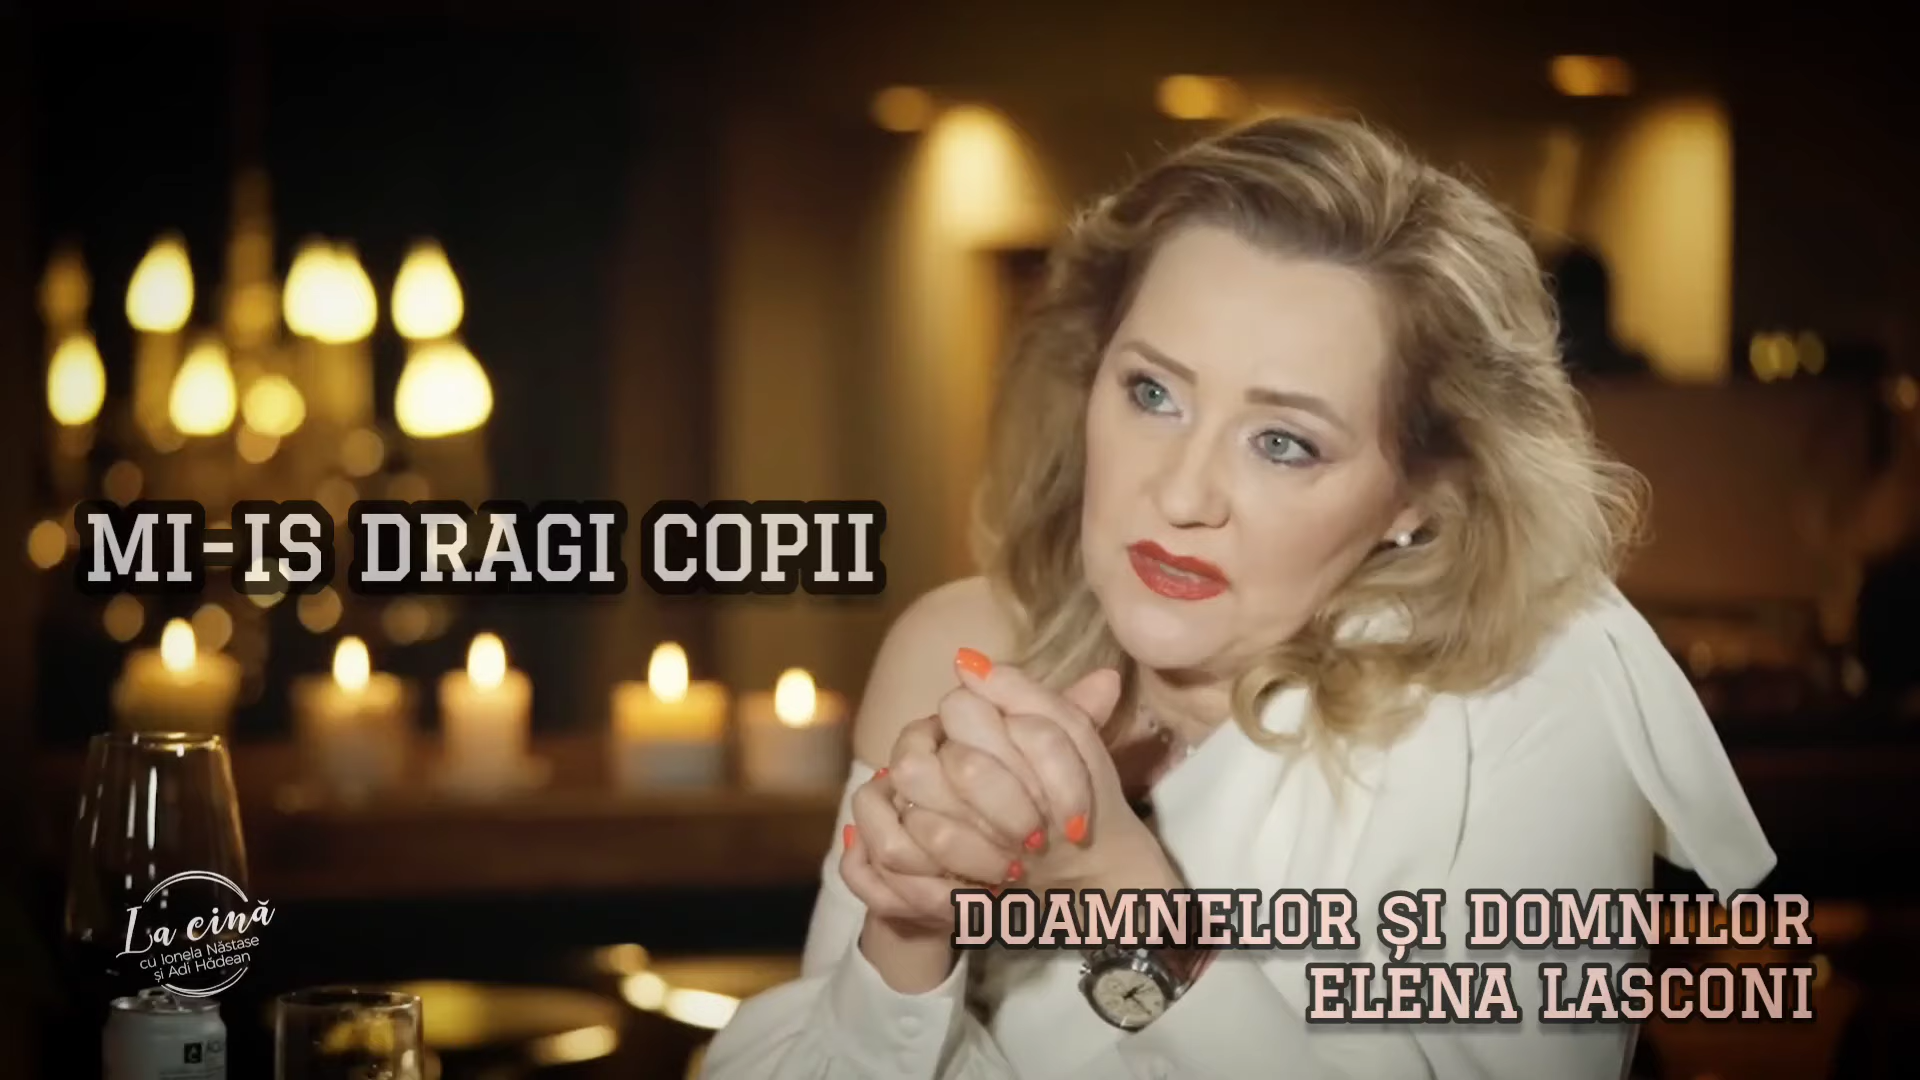 MI-IS DRAGI COPII
La cină
cu Ionela Năstase
și Adi Hădean
DOAMNELOR ȘI DOMNILOR
ELENA LASCONI